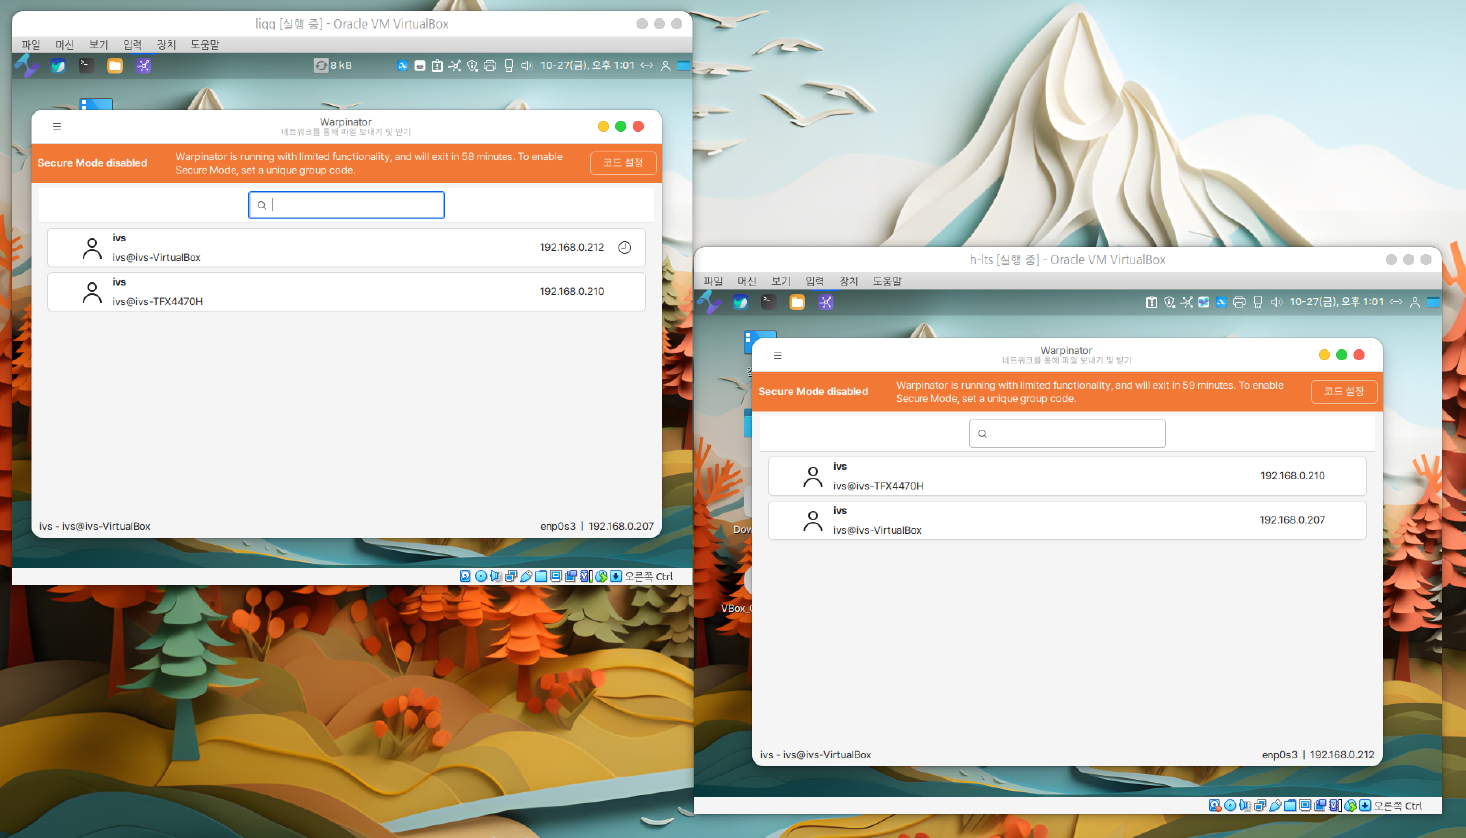 liqq [실행 중] - Oracle VM VirtualBox
파일 머신 보기 입력 장치 도움말
8 kB 10-27(금), 오후 1:01
Warpinator
네트워크를 통해 파일 보내기 및 받기
Secure Mode disabled
Warpinator is running with limited functionality, and will exit in 58 minutes. To enable
Secure Mode, set a unique group code.
코드 설정
ivs
ivs@ivs-VirtualBox
192.168.0.212
ivs
ivs@ivs-TFX4470H
192.168.0.210
ivs - ivs@ivs-VirtualBox
enp0s3 | 192.168.0.207
오른쪽 Ctrl
h-lts [실행 중] - Oracle VM VirtualBox
파일 머신 보기 입력 장치 도움말
10-27(금), 오후 1:01
Warpinator
네트워크를 통해 파일 보내기 및 받기
Secure Mode disabled
Warpinator is running with limited functionality, and will exit in 59 minutes. To enable
Secure Mode, set a unique group code.
코드 설정
ivs
ivs@ivs-TFX4470H
192.168.0.210
ivs
ivs@ivs-VirtualBox
192.168.0.207
Dov
VBox_
ivs - ivs@ivs-VirtualBox
enp0s3 | 192.168.0.212
오른쪽 Ctrl